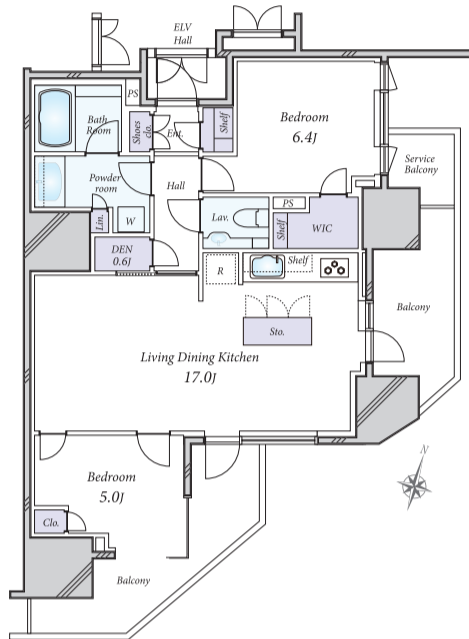 ELV
Hall
PS
Bath
Room
Shoes
clo.
Ent.
Shelf
Bedroom
6.4J
Service
Balcony
Powder
room
Hall
Lin.
W
Lav.
PS
Shelf
WIC
DEN
0.6J
R
Shelf
Balcony
Sto.
Living Dining Kitchen
17.0J
Bedroom
5.0J
N
Clo.
Balcony